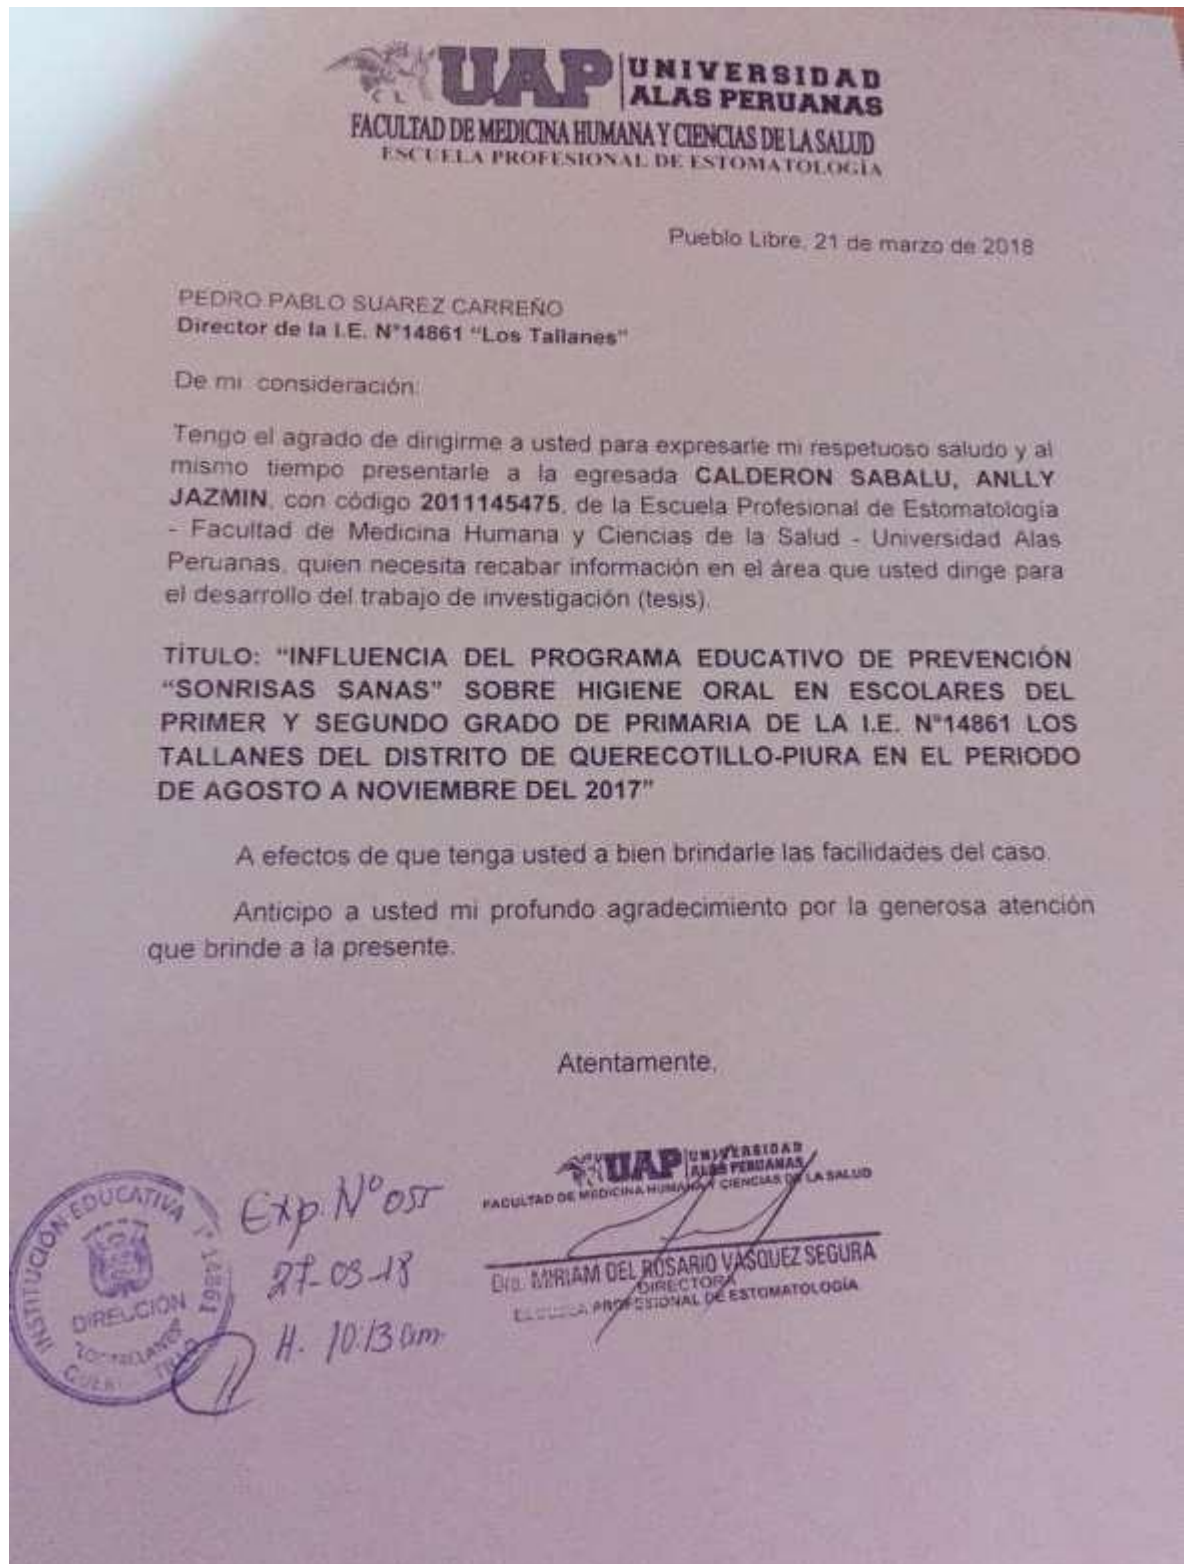 UAP UNIVERSIDAD
ALAS PERUANAS
FACULTAD DE MEDICINA HUMANA Y CIENCIAS DE LA SALUD
ESCUELA PROFESIONAL DE ESTOMATOLOGÍA
Pueblo Libre, 21 de marzo de 2018
PEDRO PABLO SUAREZ CARREÑO
Director de la I.E. N°14861 "Los Tallanes"
De mi consideración:
Tengo el agrado de dirigirme a usted para expresarle mi respetuoso saludo y al
mismo tiempo presentarle a la egresada CALDERON SABALU, ANLLY
JAZMIN, con código 2011145475, de la Escuela Profesional de Estomatología
- Facultad de Medicina Humana y Ciencias de la Salud - Universidad Alas
Peruanas, quien necesita recabar información en el área que usted dirige para
el desarrollo del trabajo de investigación (tesis).
TÍTULO: "INFLUENCIA DEL PROGRAMA EDUCATIVO DE PREVENCIÓN
"SONRISAS SANAS" SOBRE HIGIENE ORAL EN ESCOLARES DEL
PRIMER Y SEGUNDO GRADO DE PRIMARIA DE LA I.E. N°14861 LOS
TALLANES DEL DISTRITO DE QUERECOTILLO-PIURA EN EL PERIODO
DE AGOSTO A NOVIEMBRE DEL 2017"
A efectos de que tenga usted a bien brindarle las facilidades del caso.
Anticipo a usted mi profundo agradecimiento por la generosa atención
que brinde a la presente.
Atentamente,
UAP UNIVERSIDAD
ALAS PERUANAS
FACULTAD DE MEDICINA HUMANA Y CIENCIAS DE LA SALUD
Dra. MIRIAM DEL ROSARIO VASQUEZ SEGURA
DIRECTORA
ESCUELA PROFESIONAL DE ESTOMATOLOGÍA
INSTITUCIÓN EDUCATIVA 14861
DIRECCIÓN
Exp. N° 055
27-03-18
H. 10:13 am